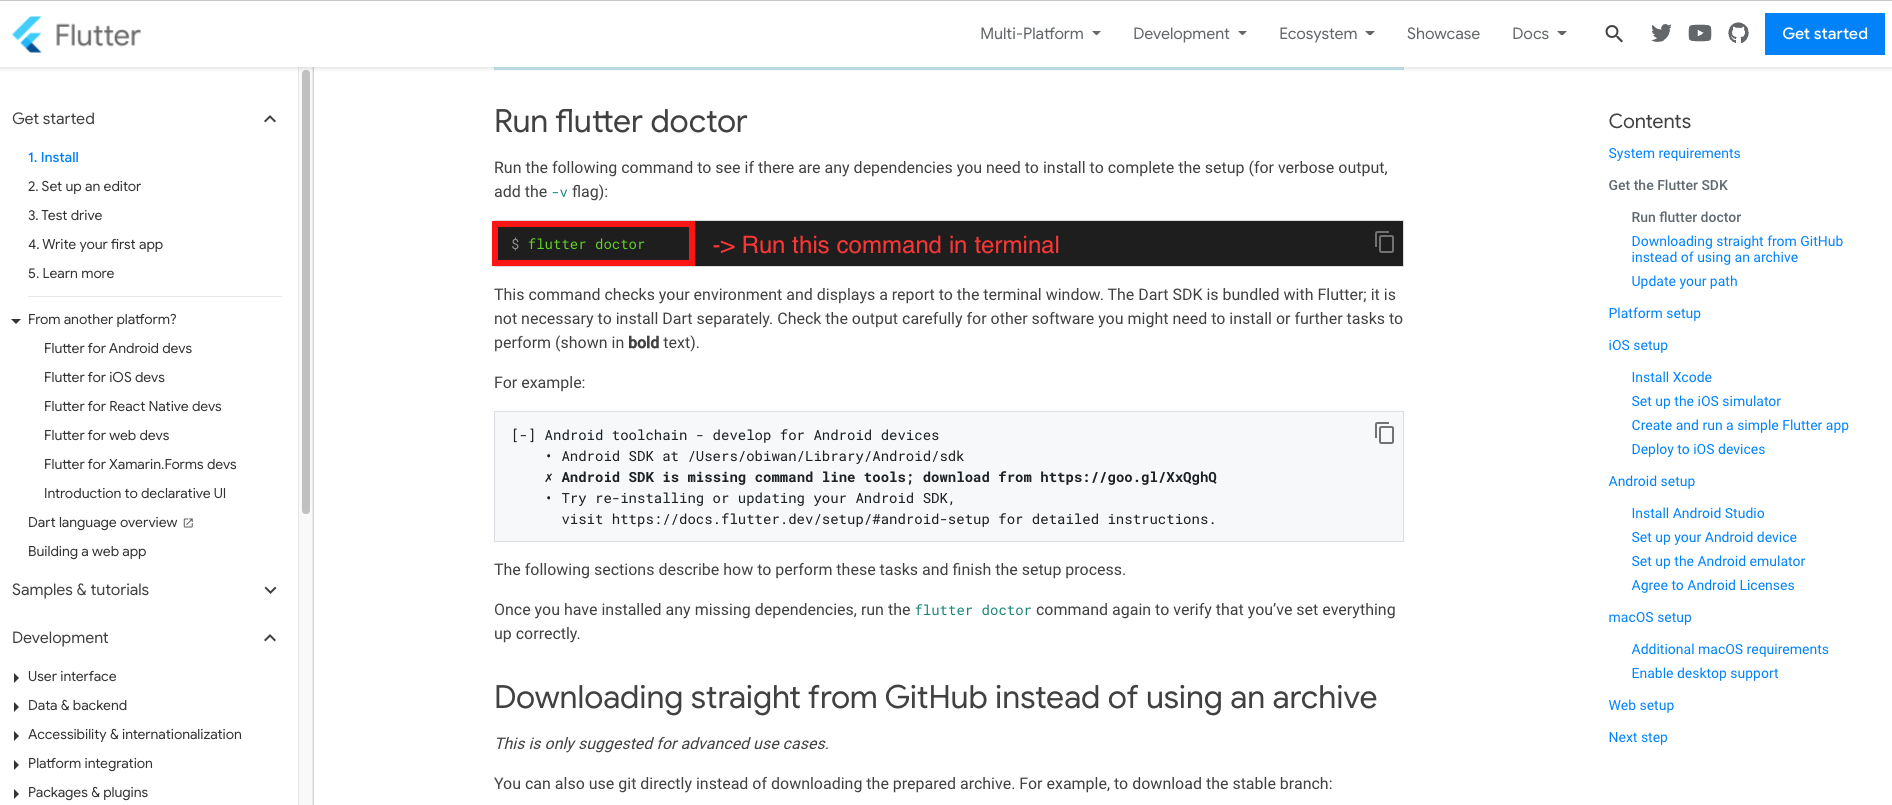 Flutter
Multi-Platform
Development
Ecosystem
Showcase
Docs
Get started
Get started
1. Install
2. Set up an editor
3. Test drive
4. Write your first app
5. Learn more
From another platform?
Flutter for Android devs
Flutter for iOS devs
Flutter for React Native devs
Flutter for web devs
Flutter for Xamarin.Forms devs
Introduction to declarative UI
Dart language overview
Building a web app
Samples & tutorials
Development
User interface
Data & backend
Accessibility & internationalization
Platform integration
Packages & plugins
Run flutter doctor
Run the following command to see if there are any dependencies you need to install to complete the setup (for verbose output,
add the -v flag):
$ flutter doctor
-> Run this command in terminal
This command checks your environment and displays a report to the terminal window. The Dart SDK is bundled with Flutter; it is
not necessary to install Dart separately. Check the output carefully for other software you might need to install or further tasks to
perform (shown in bold text).
For example:
[-] Android toolchain - develop for Android devices
• Android SDK at /Users/obiwan/Library/Android/sdk
✗ Android SDK is missing command line tools; download from https://goo.gl/XxQghQ
• Try re-installing or updating your Android SDK,
visit https://docs.flutter.dev/setup/#android-setup for detailed instructions.
The following sections describe how to perform these tasks and finish the setup process.
Once you have installed any missing dependencies, run the flutter doctor command again to verify that you’ve set everything
up correctly.
Downloading straight from GitHub instead of using an archive
This is only suggested for advanced use cases.
You can also use git directly instead of downloading the prepared archive. For example, to download the stable branch:
Contents
System requirements
Get the Flutter SDK
Run flutter doctor
Downloading straight from GitHub
instead of using an archive
Update your path
Platform setup
iOS setup
Install Xcode
Set up the iOS simulator
Create and run a simple Flutter app
Deploy to iOS devices
Android setup
Install Android Studio
Set up your Android device
Set up the Android emulator
Agree to Android Licenses
macOS setup
Additional macOS requirements
Enable desktop support
Web setup
Next step